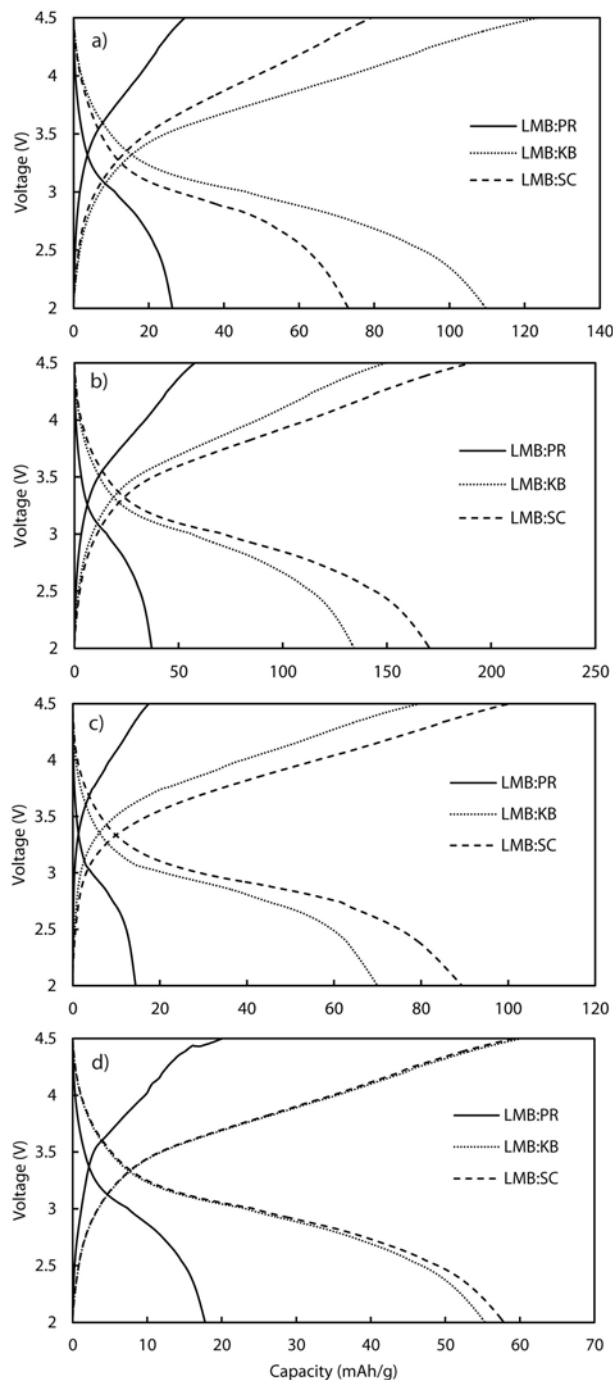 a)
4.5
4
3.5
3
2.5
2
Voltage (V)
LMB:PR
LMB:KB
LMB:SC
0 20 40 60 80 100 120 140
b)
4.5
4
3.5
3
2.5
2
Voltage (V)
LMB:PR
LMB:KB
LMB:SC
0 50 100 150 200 250
c)
4.5
4
3.5
3
2.5
2
Voltage (V)
LMB:PR
LMB:KB
LMB:SC
0 20 40 60 80 100 120
d)
4.5
4
3.5
3
2.5
2
Voltage (V)
LMB:PR
LMB:KB
LMB:SC
0 10 20 30 40 50 60 70
Capacity (mAh/g)